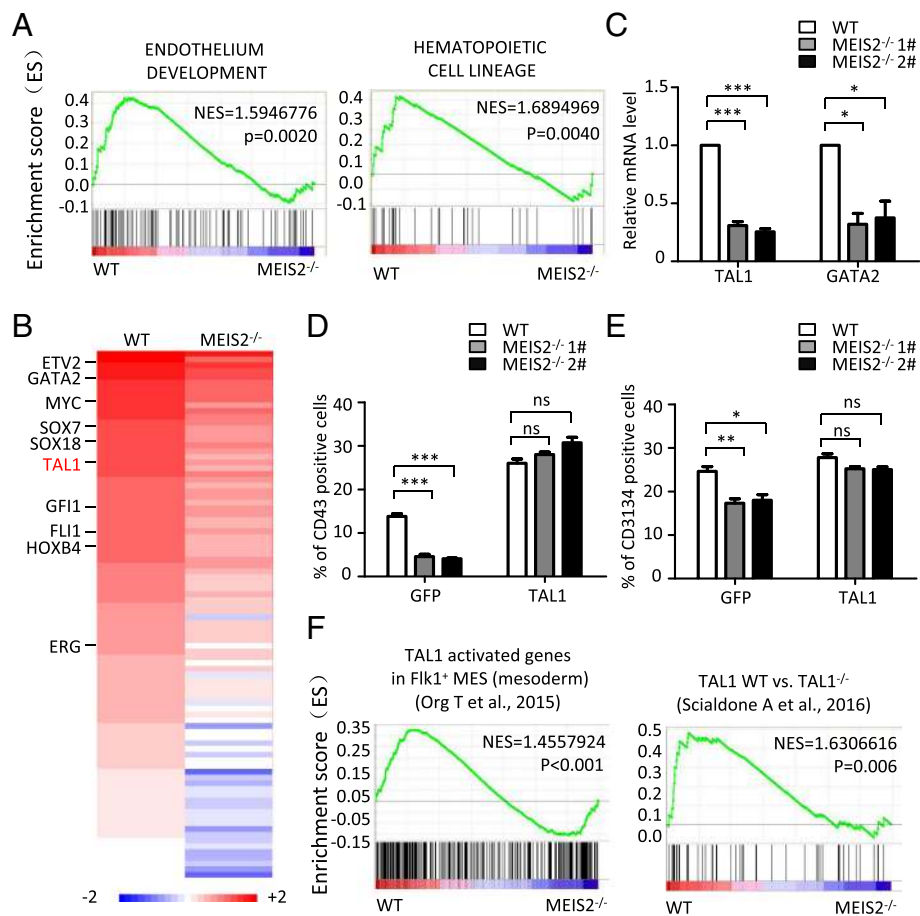 A
ENDOTHELIUM
DEVELOPMENT
HEMATOPOIETIC
CELL LINEAGE
Enrichment score（ES）
0.4
0.2
0.0
-0.1
NES=1.5946776
p=0.0020
WT
MEIS2-/-
0.4
0.2
0.0
-0.1
NES=1.6894969
P=0.0040
WT
MEIS2-/-
C
WT
MEIS2-/- 1#
MEIS2-/- 2#
Relative mRNA level
1.5
1.0
0.5
0
***
***
*
*
TAL1
GATA2
B
WT
MEIS2-/-
ETV2
GATA2
MYC
SOX7
SOX18
TAL1
GFI1
FLI1
HOXB4
ERG
-2
+2
D
WT
MEIS2-/- 1#
MEIS2-/- 2#
% of CD43 positive cells
40
30
20
10
0
***
***
ns
ns
GFP
TAL1
E
WT
MEIS2-/- 1#
MEIS2-/- 2#
% of CD3134 positive cells
40
30
20
10
0
*
**
ns
ns
GFP
TAL1
F
TAL1 activated genes
in Flk1+ MES (mesoderm)
(Org T et al., 2015)
Enrichment score（ES）
0.35
0.25
0.15
0.05
-0.05
-0.15
NES=1.4557924
P<0.001
WT
MEIS2-/-
TAL1 WT vs. TAL1-/-
(Scialdone A et al., 2016)
0.5
0.4
0.3
0.2
0.1
0.0
NES=1.6306616
P=0.006
WT
MEIS2-/-